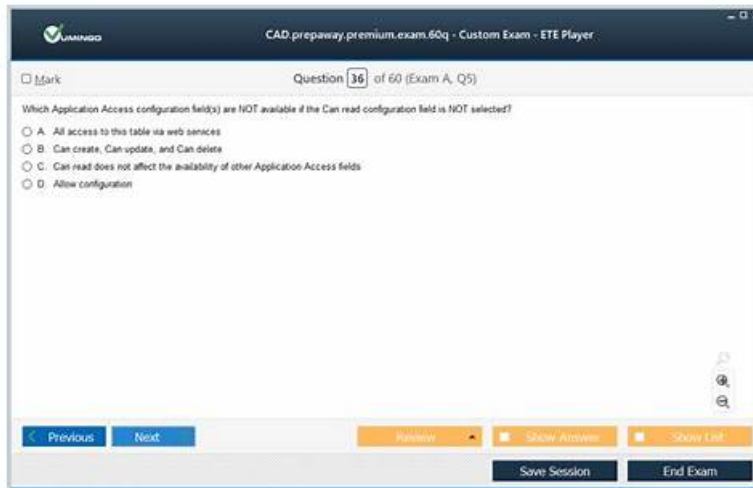 VUMINGO
CAD.prepaway.premium.exam.60q - Custom Exam - ETE Player
Mark
Question 36 of 60 (Exam A, Q5)
Which Application Access configuration field(s) are NOT available if the Can read configuration field is NOT selected?
A. All access to this table via web services
B. Can create, Can update, and Can delete
C. Can read does not affect the availability of other Application Access fields
D. Allow configuration
Previous Next Review Show Answer Show List
Save Session End Exam